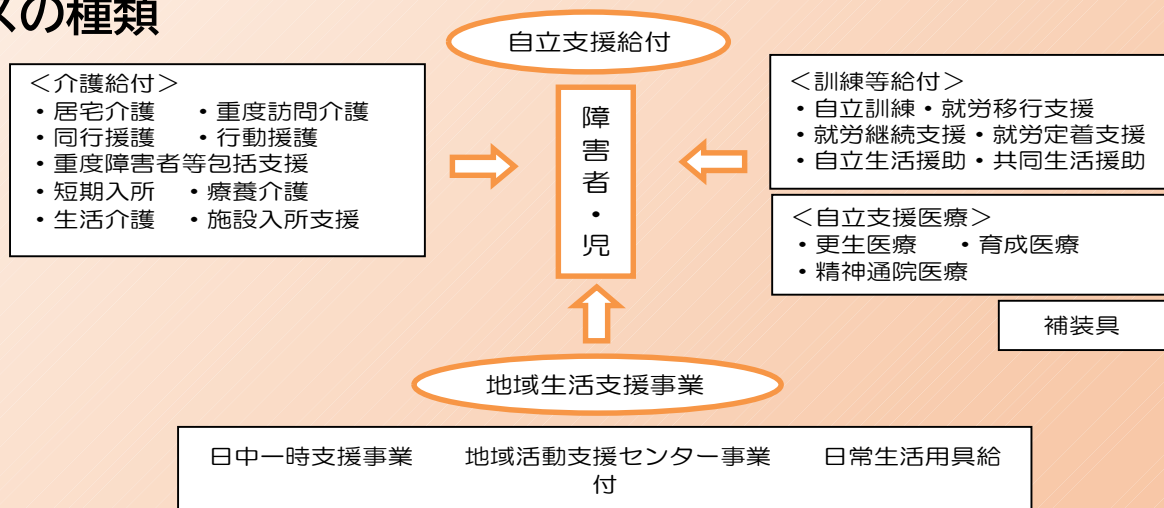 スの種類
自立支援給付
＜介護給付＞
・居宅介護　・重度訪問介護
・同行援護　・行動援護
・重度障害者等包括支援
・短期入所　・療養介護
・生活介護　・施設入所支援
障害者・児
＜訓練等給付＞
・自立訓練・就労移行支援
・就労継続支援・就労定着支援
・自立生活援助・共同生活援助
＜自立支援医療＞
・更生医療　・育成医療
・精神通院医療
補装具
地域生活支援事業
日中一時支援事業　地域活動支援センター事業　日常生活用具給
付